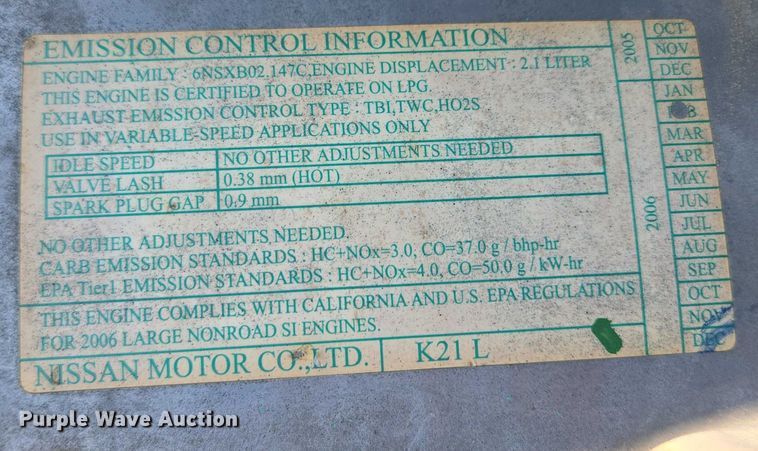 EMISSION CONTROL INFORMATION
ENGINE FAMILY : 6NSXB02.147C,ENGINE DISPLACEMENT : 2.1 LITER
THIS ENGINE IS CERTIFIED TO OPERATE ON LPG.
EXHAUST EMISSION CONTROL TYPE : TBI,TWC,HO2S
USE IN VARIABLE-SPEED APPLICATIONS ONLY
IDLE SPEED NO OTHER ADJUSTMENTS NEEDED
VALVE LASH 0.38 mm (HOT)
SPARK PLUG GAP 0.9 mm
NO OTHER ADJUSTMENTS NEEDED.
CARB EMISSION STANDARDS : HC+NOx=3.0, CO=37.0 g / bhp-hr
EPA Tier1 EMISSION STANDARDS : HC+NOx=4.0, CO=50.0 g / kW-hr
THIS ENGINE COMPLIES WITH CALIFORNIA AND U.S. EPA REGULATIONS
FOR 2006 LARGE NONROAD SI ENGINES.
NISSAN MOTOR CO.,LTD. K21 L
2005
OCT
NOV
DEC
2006
JAN
FEB
MAR
APR
MAY
JUN
JUL
AUG
SEP
OCT
NOV
DEC
Purple Wave Auction